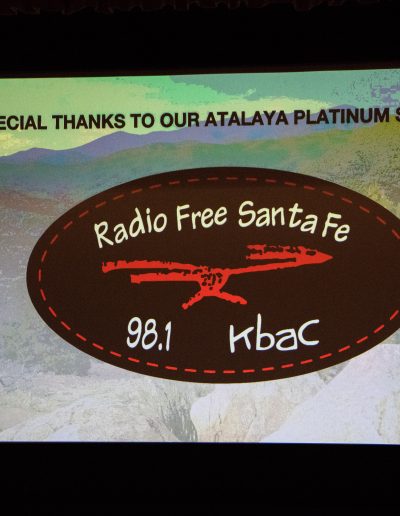 ECIAL THANKS TO OUR ATALAYA PLATINUM S
Radio Free Santa Fe
98.1 KbaC